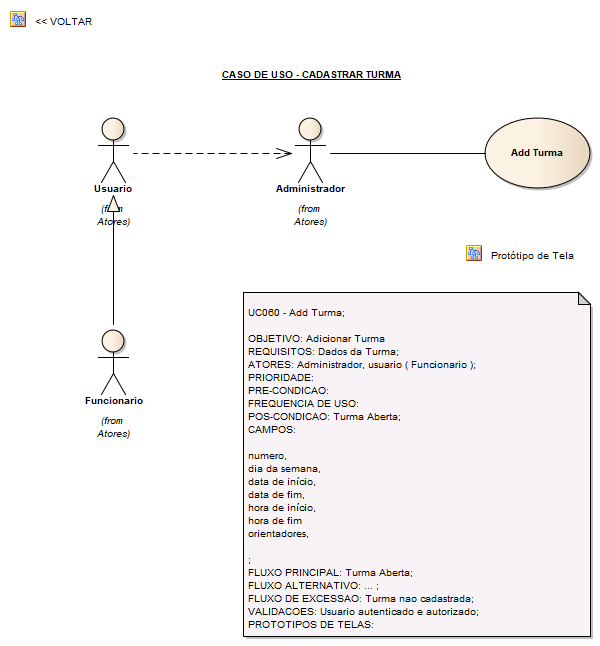 << VOLTAR
CASO DE USO - CADASTRAR TURMA
Usuario
(from
Atores)
Administrador
(from
Atores)
Add Turma
Protótipo de Tela
Funcionario
(from
Atores)
UC060 - Add Turma;
OBJETIVO: Adicionar Turma
REQUISITOS: Dados da Turma;
ATORES: Administrador, usuario ( Funcionario );
PRIORIDADE:
PRE-CONDICAO:
FREQUENCIA DE USO:
POS-CONDICAO: Turma Aberta;
CAMPOS:
numero,
dia da semana,
data de início,
data de fim,
hora de início,
hora de fim
orientadores,
;
FLUXO PRINCIPAL: Turma Aberta;
FLUXO ALTERNATIVO: ... ;
FLUXO DE EXCESSAO: Turma nao cadastrada;
VALIDACOES: Usuario autenticado e autorizado;
PROTOTIPOS DE TELAS: